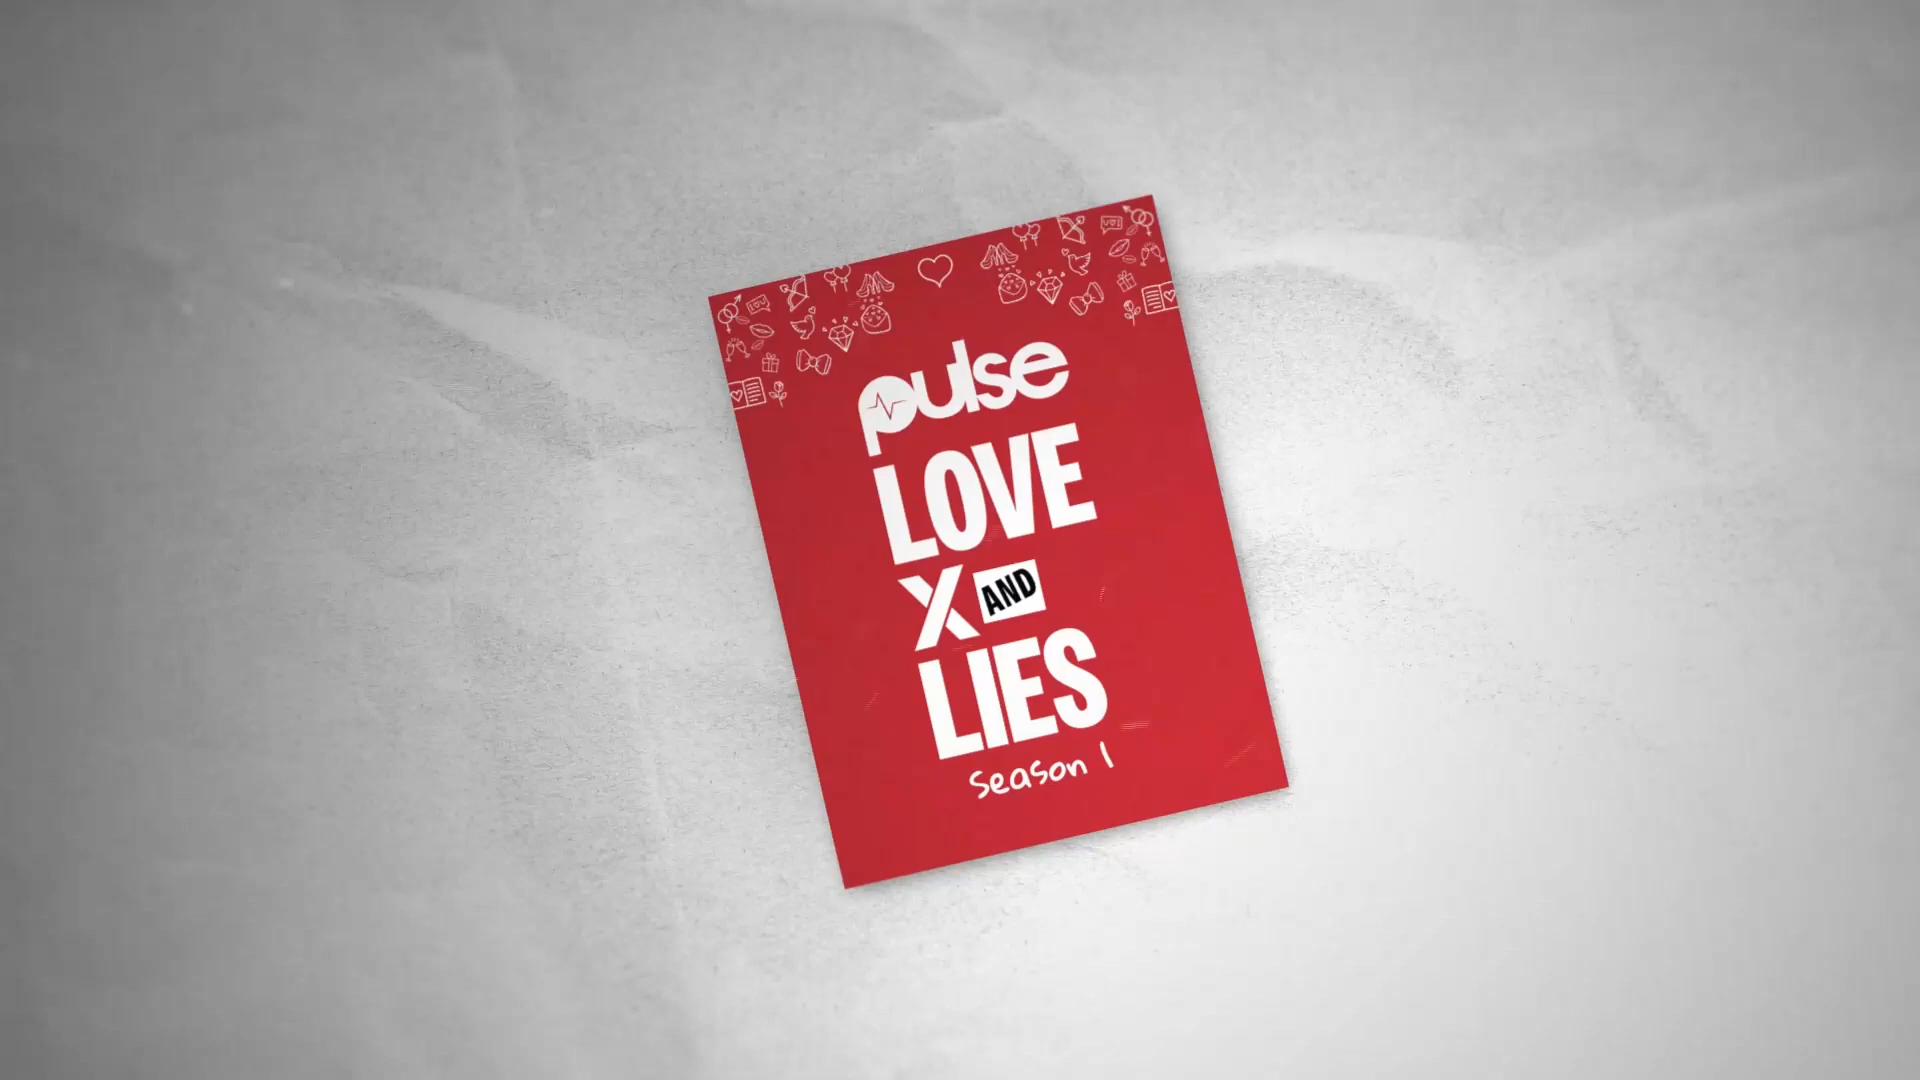 pulse
LOVE
X AND
LIES
Season 1